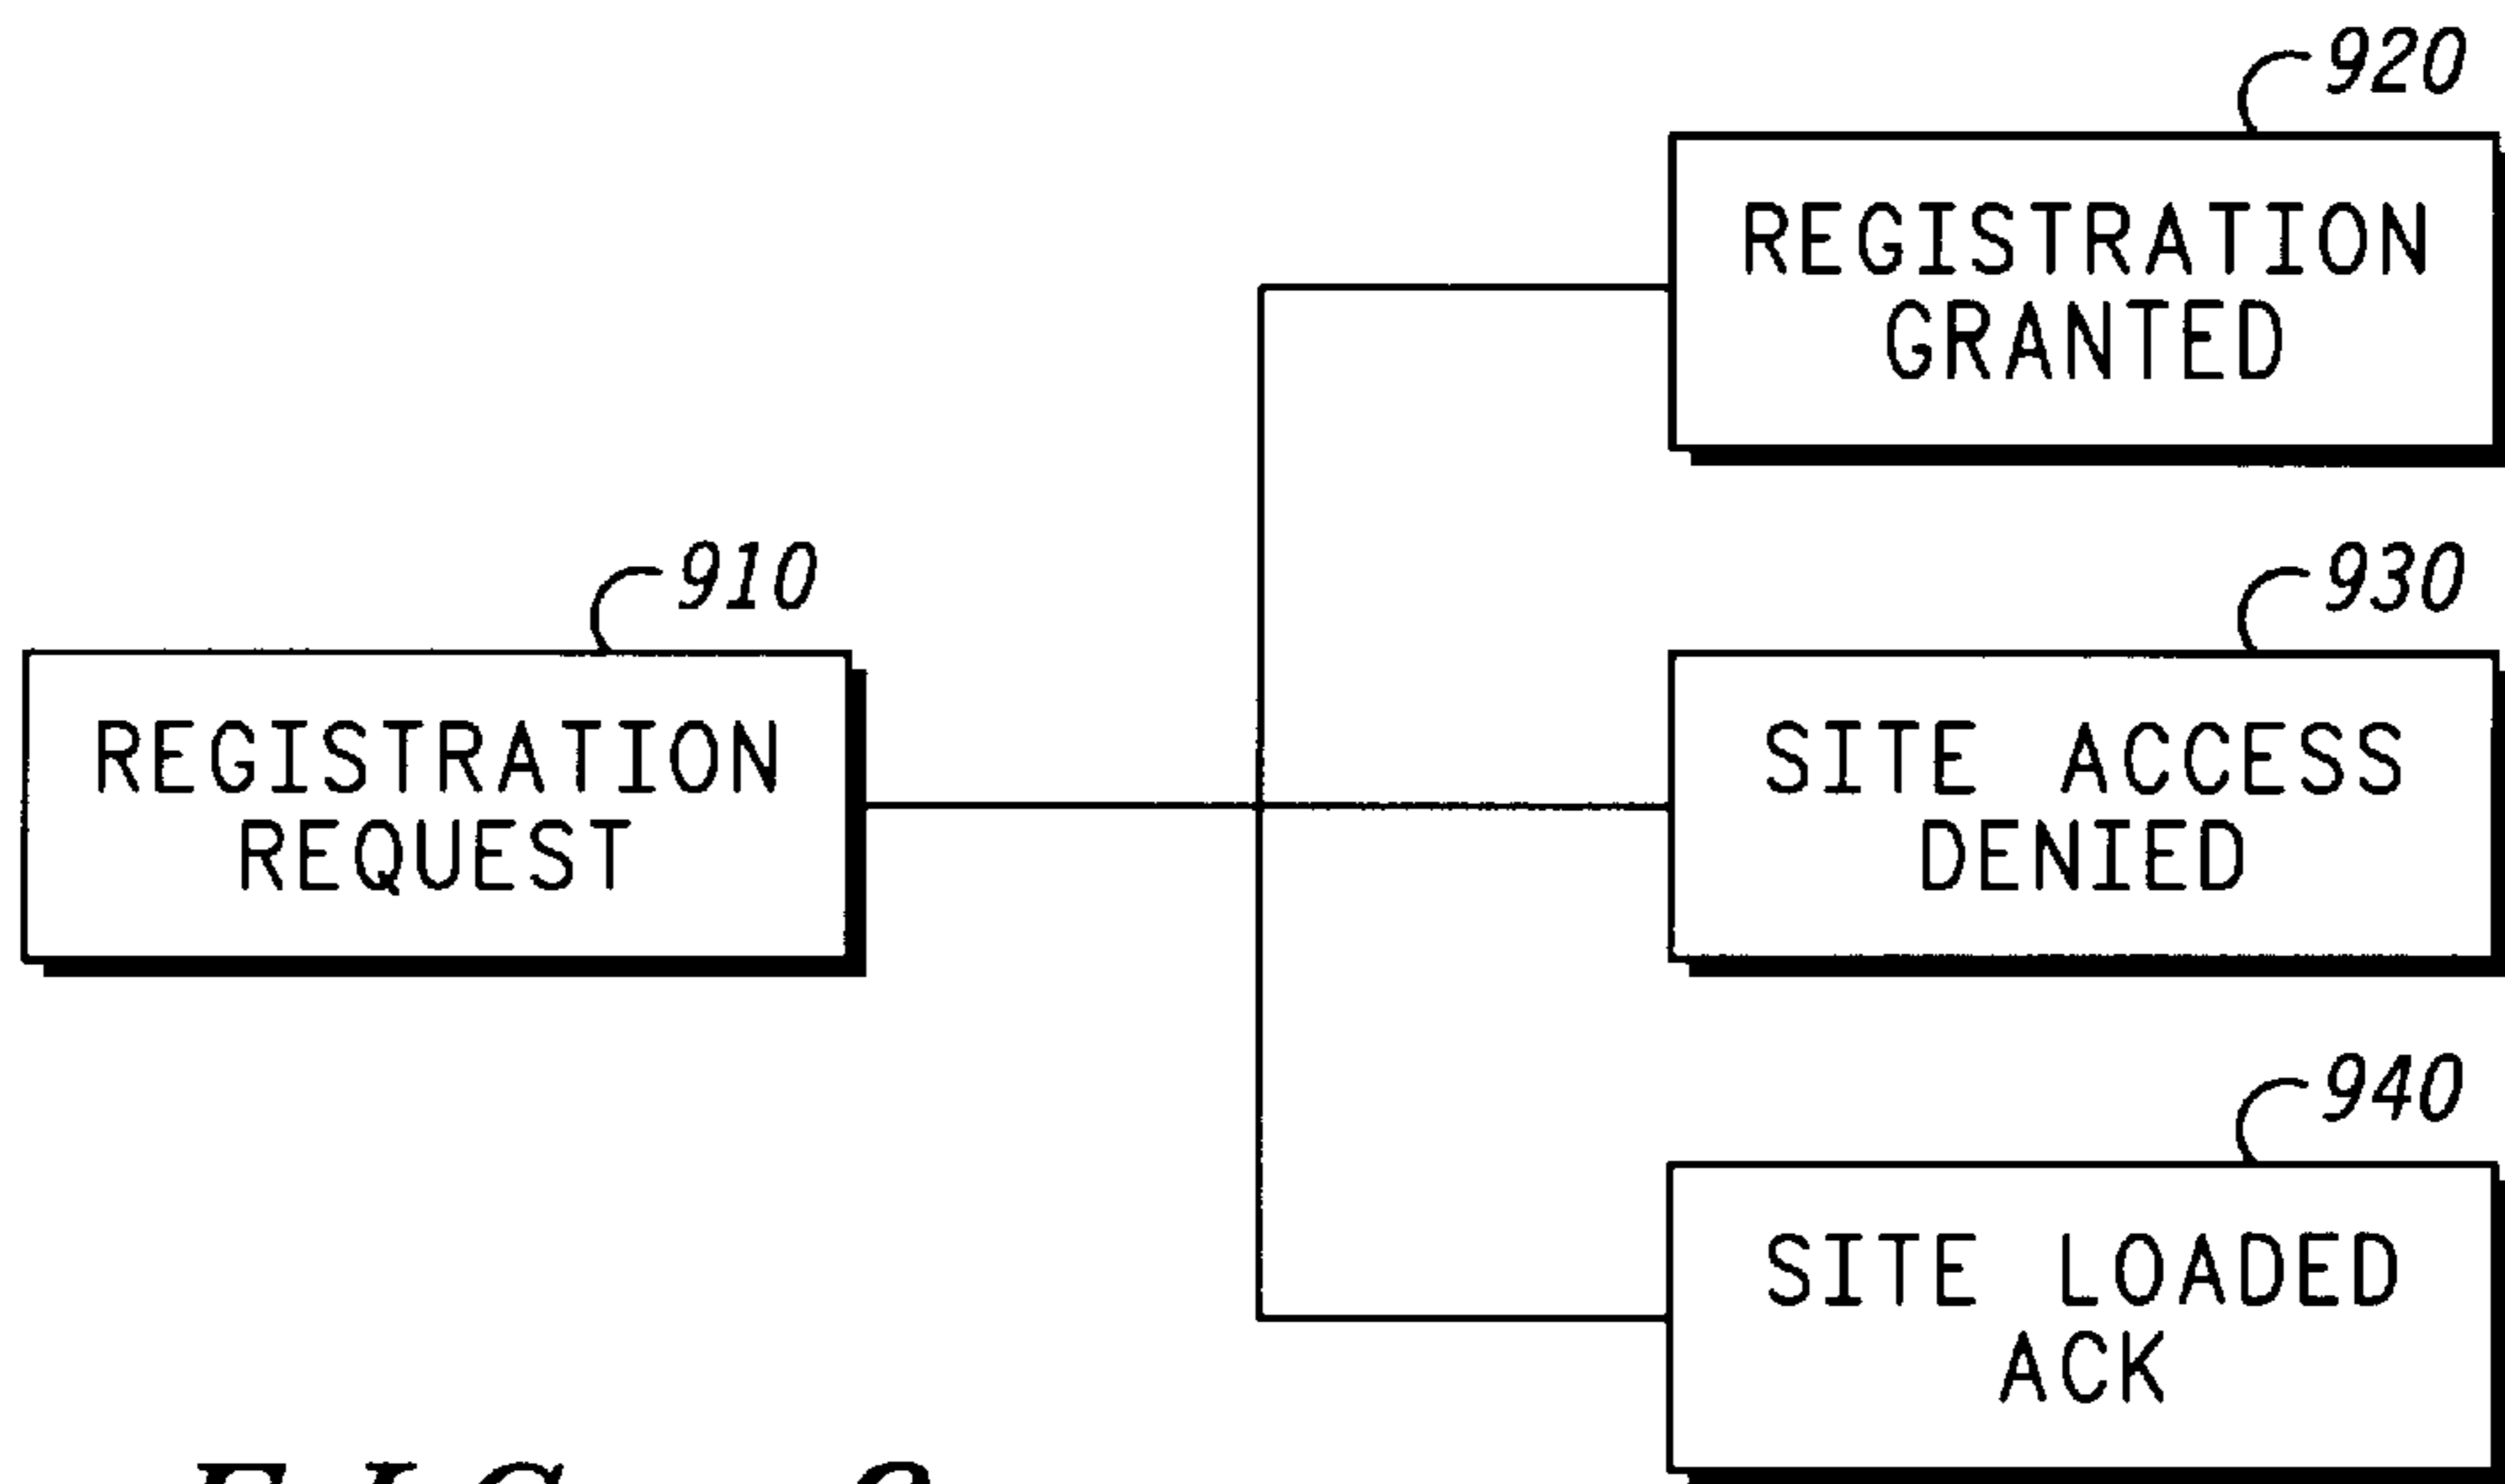 920
REGISTRATION
GRANTED
910
930
REGISTRATION
REQUEST
SITE ACCESS
DENIED
940
SITE LOADED
ACK